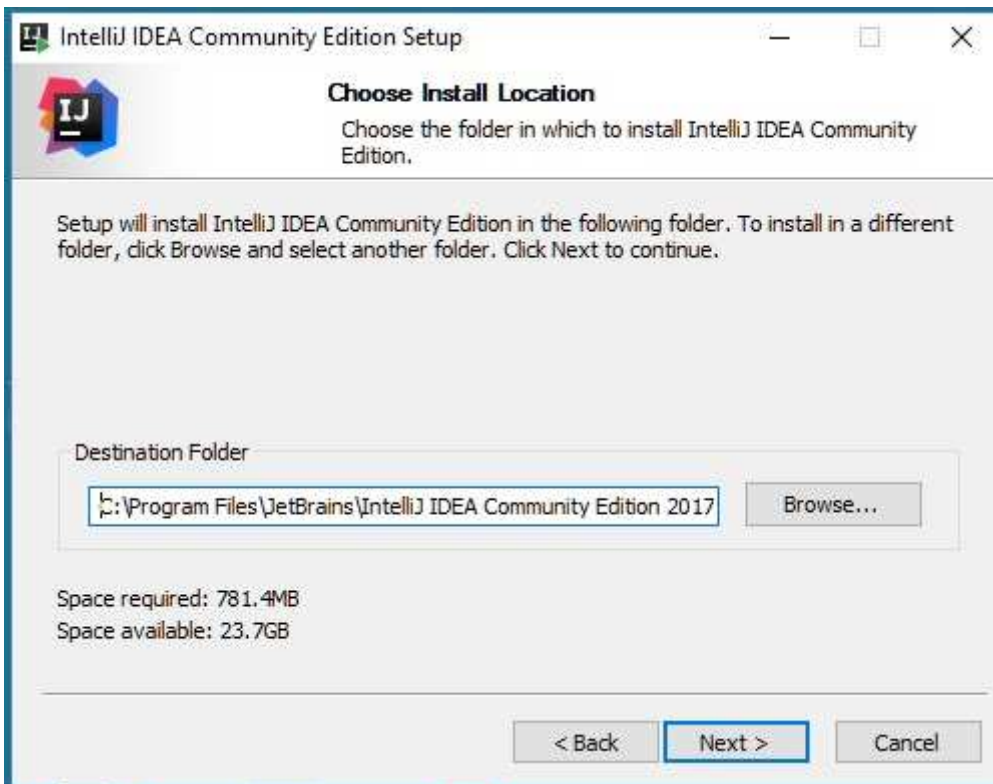 IntelliJ IDEA Community Edition Setup
IJ
Choose Install Location
Choose the folder in which to install IntelliJ IDEA Community
Edition.
Setup will install IntelliJ IDEA Community Edition in the following folder. To install in a different
folder, click Browse and select another folder. Click Next to continue.
Destination Folder
C:\Program Files\JetBrains\IntelliJ IDEA Community Edition 2017
Browse...
Space required: 781.4MB
Space available: 23.7GB
< Back
Next >
Cancel